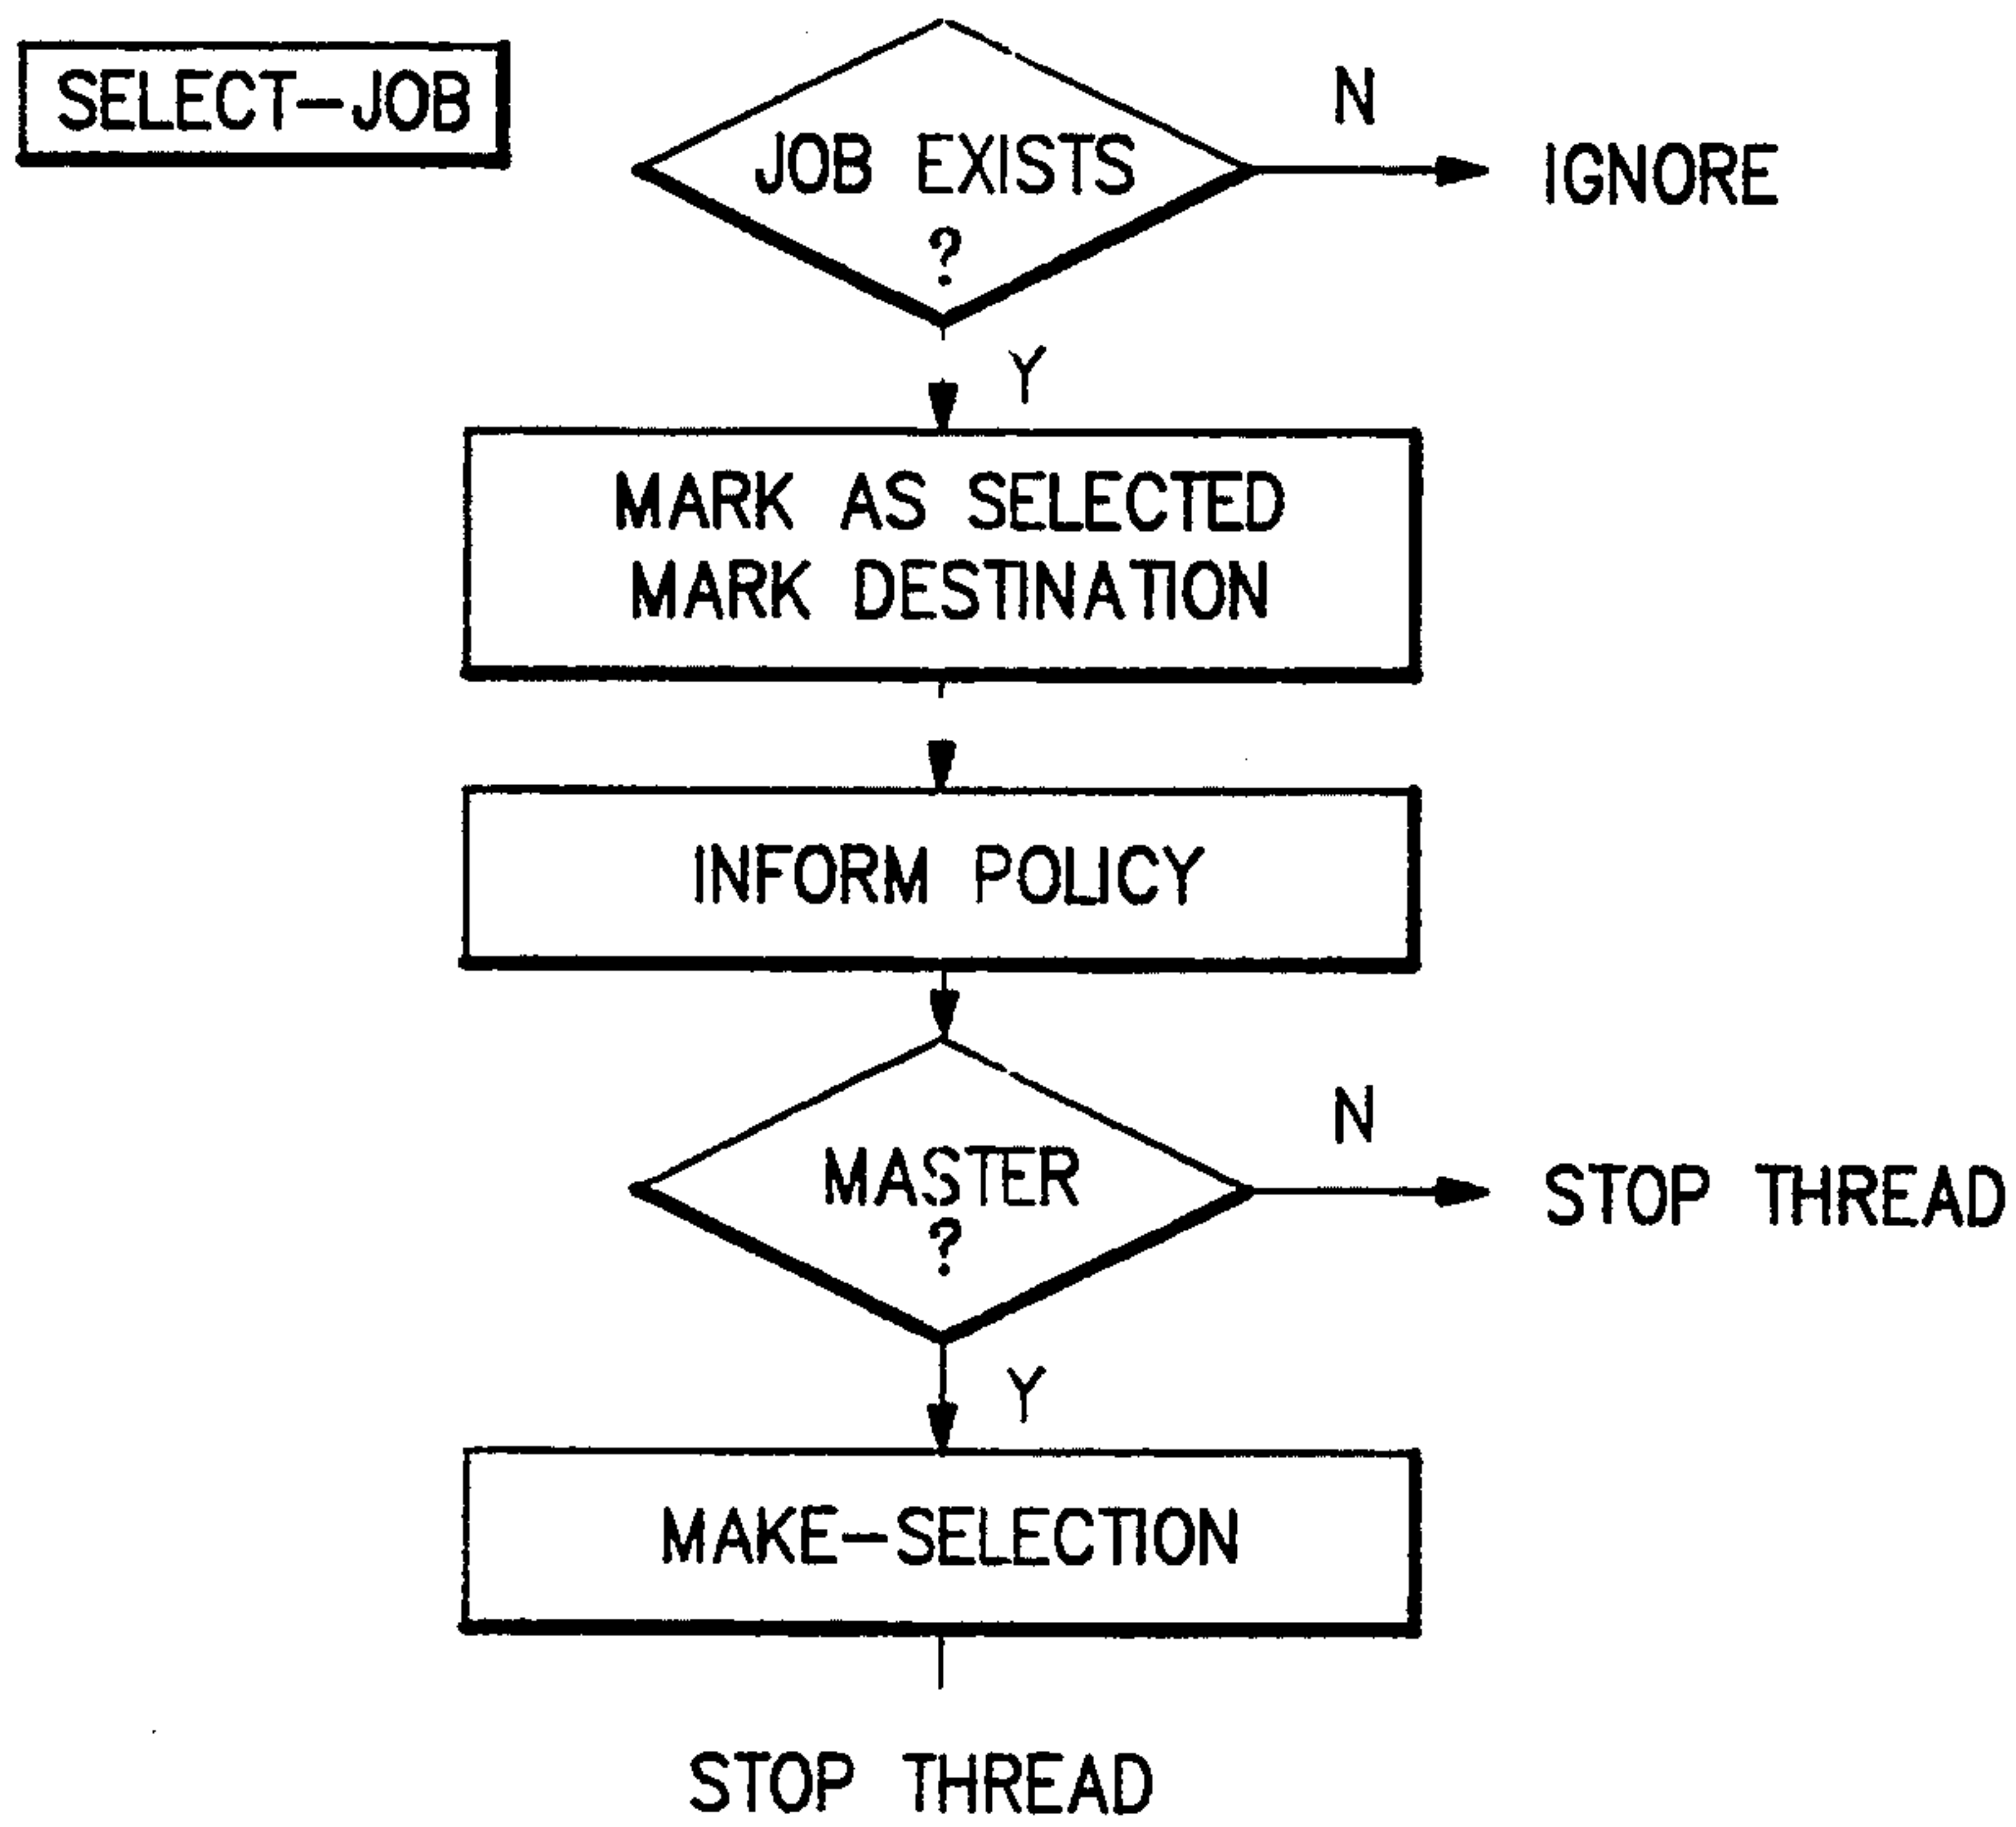 SELECT-JOB
JOB EXISTS
?
N
IGNORE
Y
MARK AS SELECTED
MARK DESTINATION
INFORM POLICY
MASTER
?
N
STOP THREAD
Y
MAKE-SELECTION
STOP THREAD